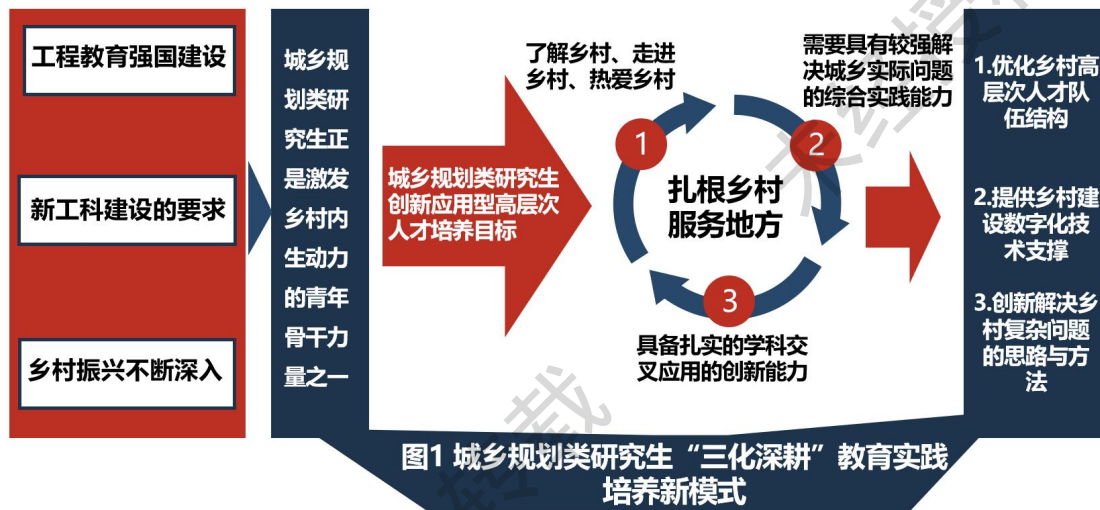 工程教育强国建设
新工科建设的要求
乡村振兴不断深入
城乡规
划类研
究生正
是激发
乡村内
生动力
的青年
骨干力
量之一
城乡规划类研究生
创新应用型高层次
人才培养目标
了解乡村、走进
乡村、热爱乡村
1
需要具有较强解
决城乡实际问题
的综合实践能力
2
扎根乡村
服务地方
3
具备扎实的学科交
叉应用的创新能力
1.优化乡村高
层次人才队
伍结构
2.提供乡村建
设数字化技
术支撑
3.创新解决乡
村复杂问题
的思路与方
法
图1 城乡规划类研究生“三化深耕”教育实践
培养新模式
未经授
转载